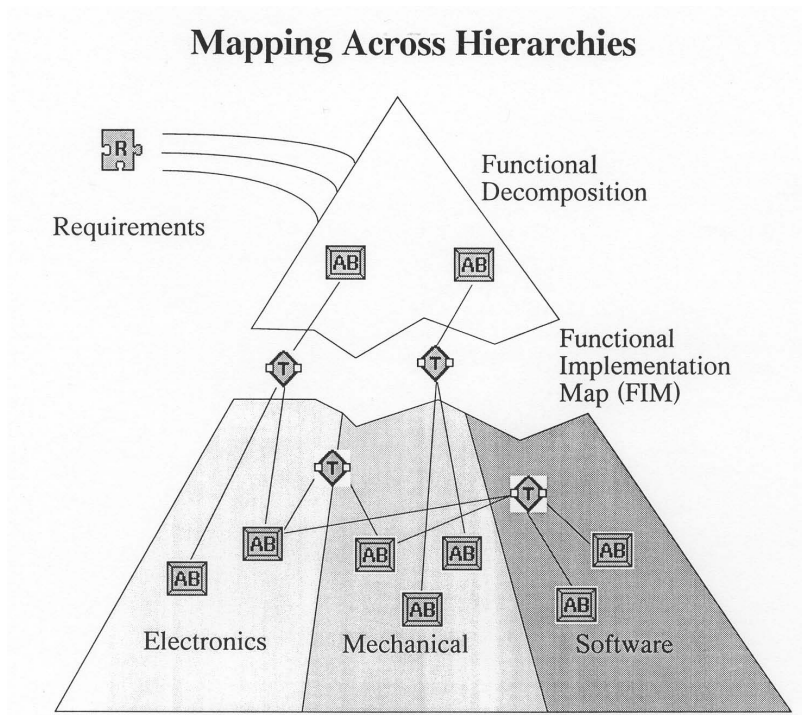 Mapping Across Hierarchies
R
Requirements
Functional
Decomposition
AB
AB
Functional
Implementation
Map (FIM)
T
T
T
T
AB
AB
AB
AB
AB
AB
AB
Electronics
Mechanical
Software